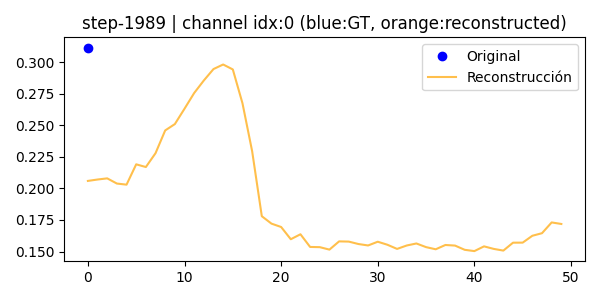 step-1989 | channel idx:0 (blue:GT, orange:reconstructed)
Original
Reconstrucción
0.300
0.275
0.250
0.225
0.200
0.175
0.150
0 10 20 30 40 50